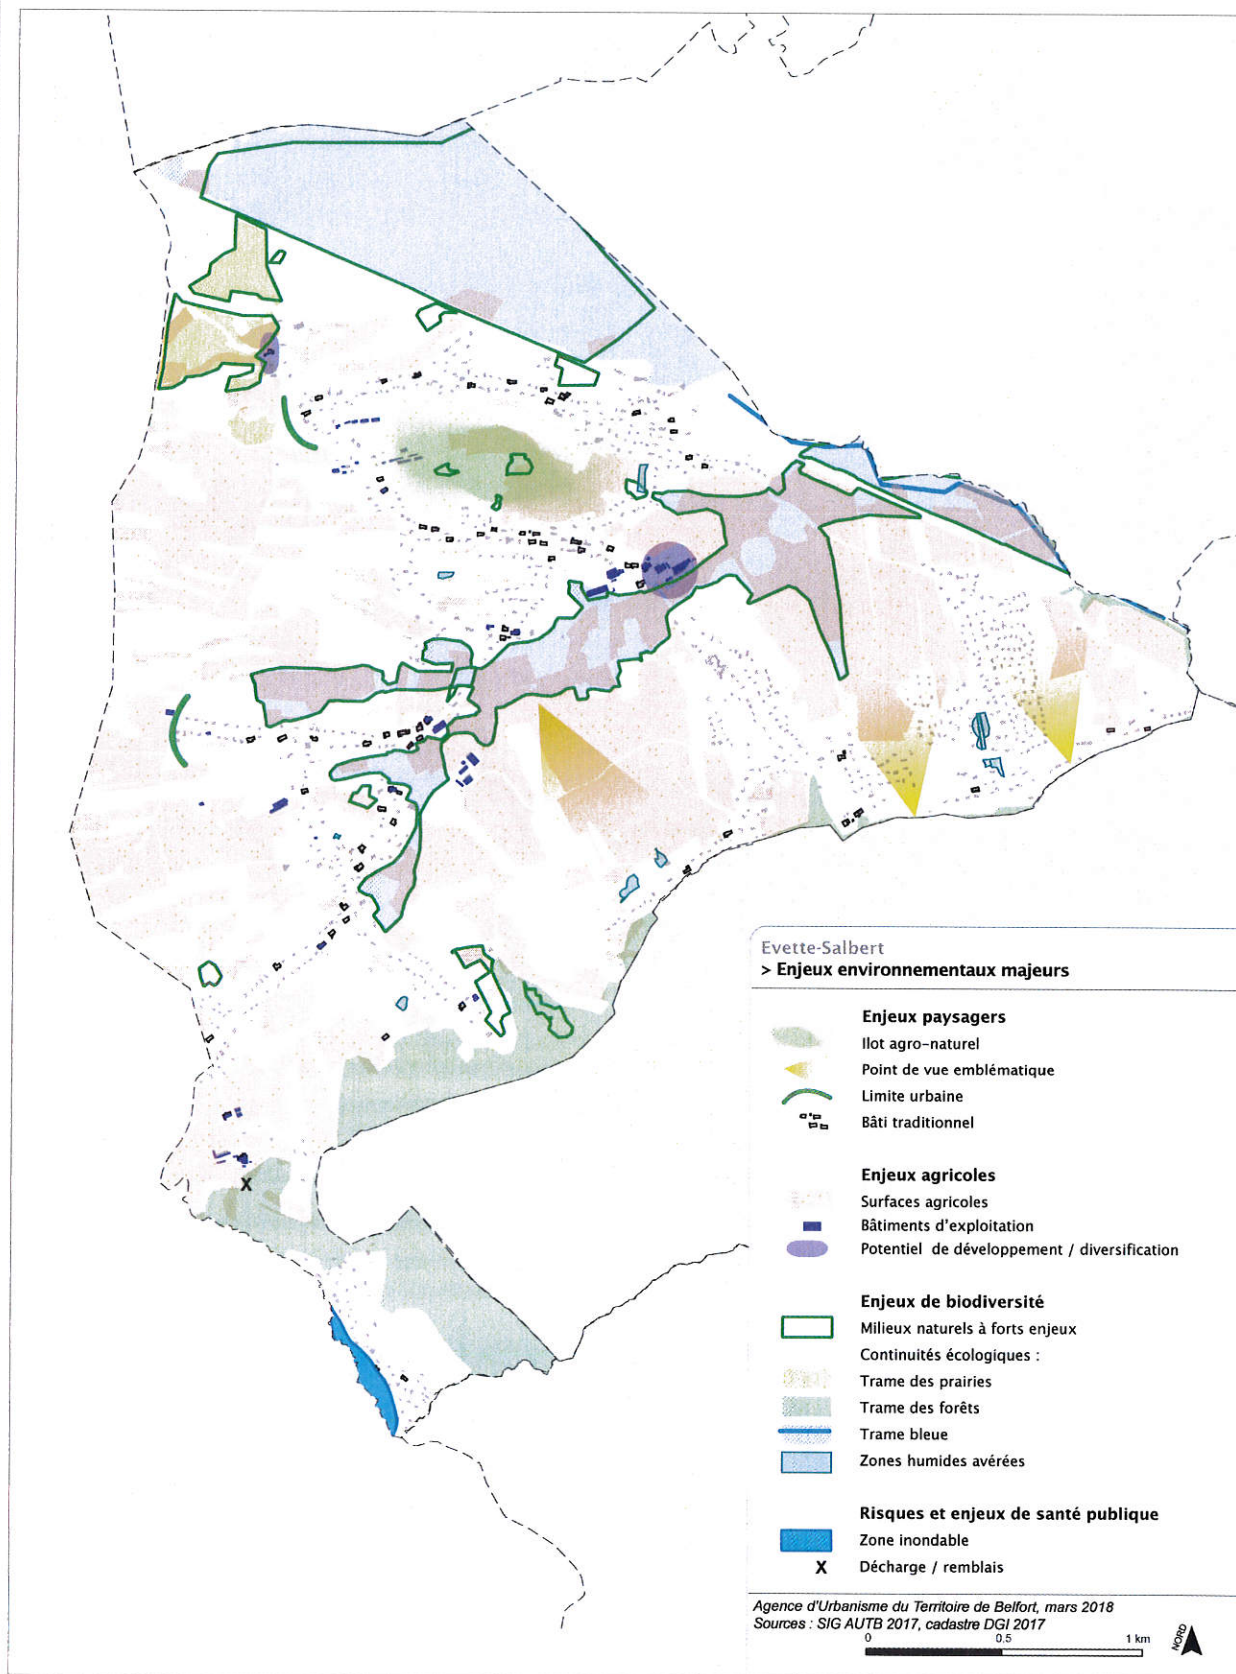 Evette-Salbert
> Enjeux environnementaux majeurs
Enjeux paysagers
Ilot agro-naturel
Point de vue emblématique
Limite urbaine
Bâti traditionnel
Enjeux agricoles
Surfaces agricoles
Bâtiments d'exploitation
Potentiel de développement / diversification
Enjeux de biodiversité
Milieux naturels à forts enjeux
Continuités écologiques :
Trame des prairies
Trame des forêts
Trame bleue
Zones humides avérées
Risques et enjeux de santé publique
Zone inondable
X Décharge / remblais
Agence d'Urbanisme du Territoire de Belfort, mars 2018
Sources : SIG AUTB 2017, cadastre DGI 2017
0 0,5 1 km
NORD
X